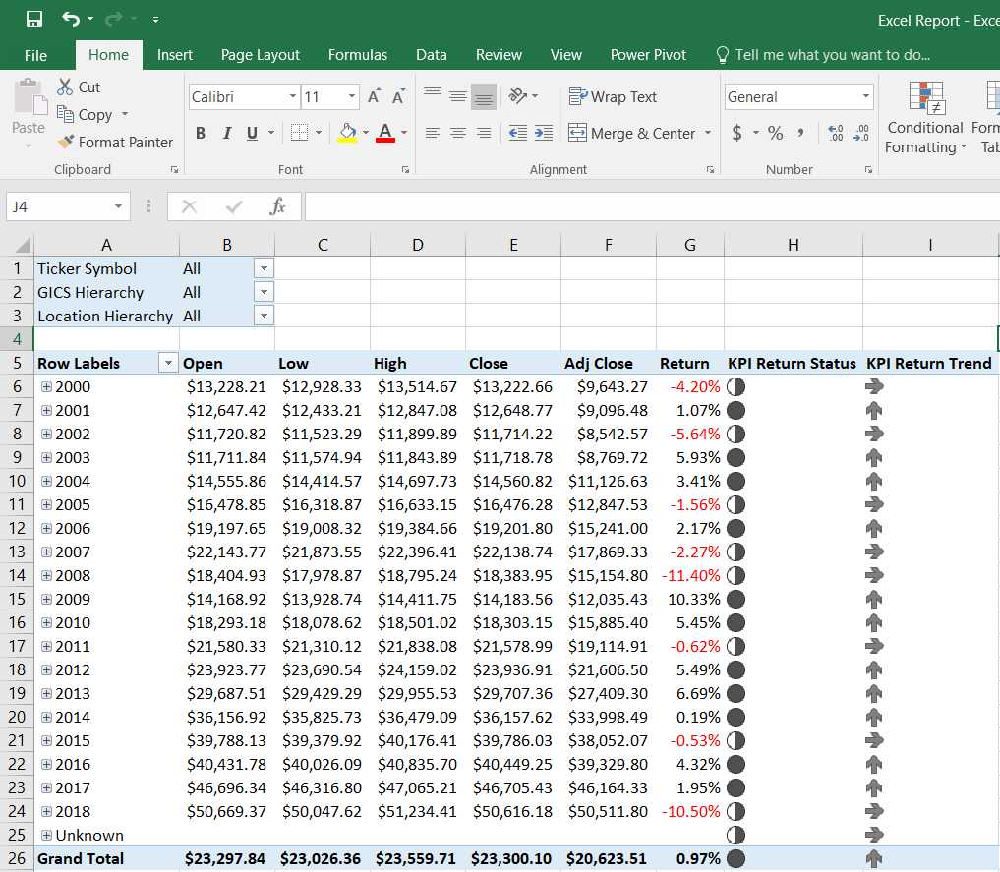 Excel Report - Exce
File Home Insert Page Layout Formulas Data Review View Power Pivot Tell me what you want to do...
Paste
Cut
Copy
Format Painter
Clipboard
Calibri 11 A A
B I U A
Font
Wrap Text
Merge & Center
Alignment
General
$ % , .00 .00
Number
Conditional Formatting
J4 fx
A B C D E F G H I
1 Ticker Symbol All
2 GICS Hierarchy All
3 Location Hierarchy All
4
5 Row Labels Open Low High Close Adj Close Return KPI Return Status KPI Return Trend
6 2000 $13,228.21 $12,928.33 $13,514.67 $13,222.66 $9,643.27 -4.20%
7 2001 $12,647.42 $12,433.21 $12,847.08 $12,648.77 $9,096.48 1.07%
8 2002 $11,720.82 $11,523.29 $11,899.89 $11,714.22 $8,542.57 -5.64%
9 2003 $11,711.84 $11,574.94 $11,843.89 $11,718.78 $8,769.72 5.93%
10 2004 $14,555.86 $14,414.57 $14,697.73 $14,560.82 $11,126.63 3.41%
11 2005 $16,478.85 $16,318.87 $16,633.15 $16,476.28 $12,847.53 -1.56%
12 2006 $19,197.65 $19,008.32 $19,384.66 $19,201.80 $15,241.00 2.17%
13 2007 $22,143.77 $21,873.55 $22,396.41 $22,138.74 $17,869.33 -2.27%
14 2008 $18,404.93 $17,978.87 $18,795.24 $18,383.95 $15,154.80 -11.40%
15 2009 $14,168.92 $13,928.74 $14,411.75 $14,183.56 $12,035.43 10.33%
16 2010 $18,293.18 $18,078.62 $18,501.02 $18,303.15 $15,885.40 5.45%
17 2011 $21,580.33 $21,310.12 $21,838.08 $21,578.99 $19,114.91 -0.62%
18 2012 $23,923.77 $23,690.54 $24,159.02 $23,936.91 $21,606.50 5.49%
19 2013 $29,687.51 $29,429.29 $29,955.53 $29,707.36 $27,409.30 6.69%
20 2014 $36,156.92 $35,825.73 $36,479.09 $36,157.62 $33,998.49 0.19%
21 2015 $39,788.13 $39,379.92 $40,176.41 $39,786.03 $38,052.07 -0.53%
22 2016 $40,431.78 $40,026.09 $40,835.70 $40,449.25 $39,329.80 4.32%
23 2017 $46,696.34 $46,316.80 $47,065.21 $46,705.43 $46,164.33 1.95%
24 2018 $50,669.37 $50,047.62 $51,234.41 $50,616.18 $50,511.80 -10.50%
25 Unknown
26 Grand Total $23,297.84 $23,026.36 $23,559.71 $23,300.10 $20,623.51 0.97%